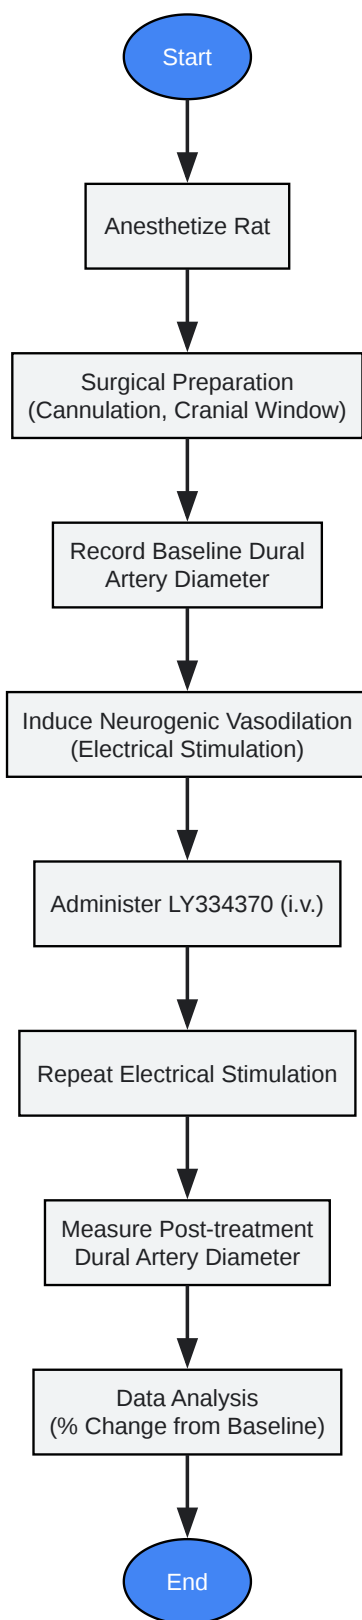 Start
Anesthetize Rat
Surgical Preparation
(Cannulation, Cranial Window)
Record Baseline Dural
Artery Diameter
Induce Neurogenic Vasodilation
(Electrical Stimulation)
Administer LY334370 (i.v.)
Repeat Electrical Stimulation
Measure Post-treatment
Dural Artery Diameter
Data Analysis
(% Change from Baseline)
End